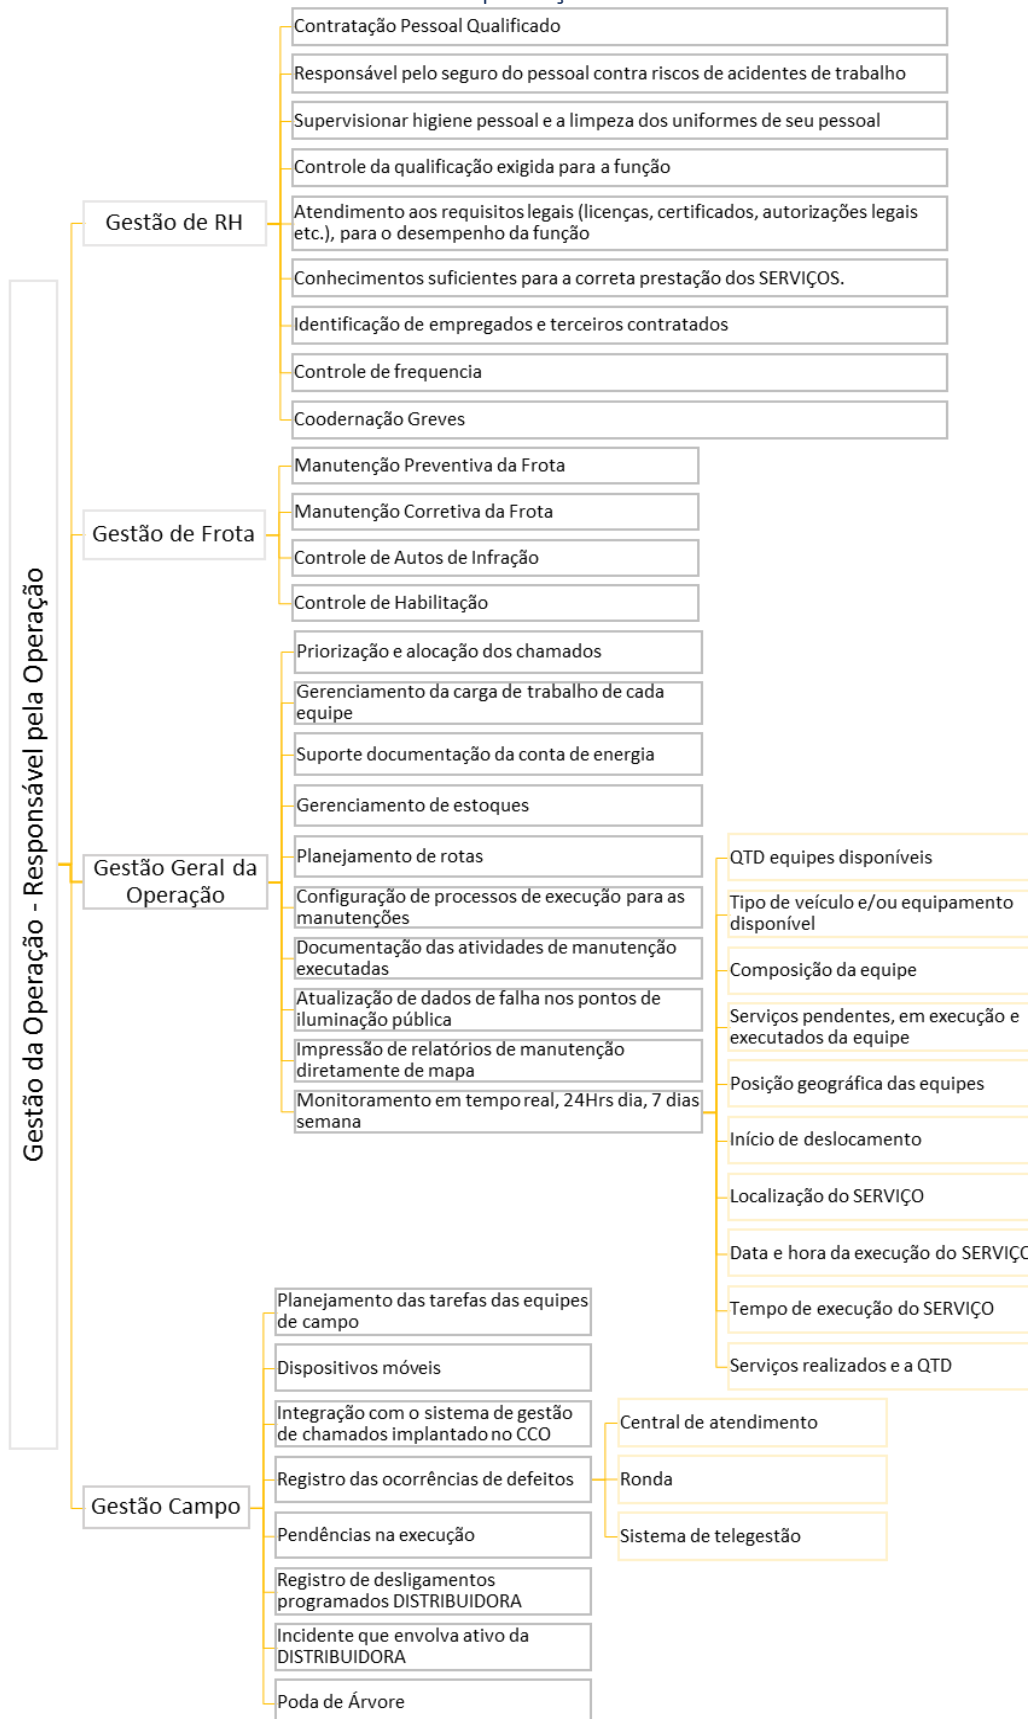 Contratação Pessoal Qualificado
Responsável pelo seguro do pessoal contra riscos de acidentes de trabalho
Supervisionar higiene pessoal e a limpeza dos uniformes de seu pessoal
Controle da qualificação exigida para a função
Gestão de RH
Atendimento aos requisitos legais (licenças, certificados, autorizações legais
etc.), para o desempenho da função
Conhecimentos suficientes para a correta prestação dos SERVIÇOS.
Identificação de empregados e terceiros contratados
Controle de frequencia
Coodernação Greves
Manutenção Preventiva da Frota
Manutenção Corretiva da Frota
Gestão de Frota
Controle de Autos de Infração
Controle de Habilitação
Gestão da Operação - Responsável pela Operação
Priorização e alocação dos chamados
Gerenciamento da carga de trabalho de cada
equipe
Suporte documentação da conta de energia
Gerenciamento de estoques
Planejamento de rotas
Gestão Geral da
Operação
Configuração de processos de execução para as
manutenções
Documentação das atividades de manutenção
executadas
Atualização de dados de falha nos pontos de
iluminação pública
Impressão de relatórios de manutenção
diretamente de mapa
Monitoramento em tempo real, 24Hrs dia, 7 dias
semana
QTD equipes disponíveis
Tipo de veículo e/ou equipamento
disponível
Composição da equipe
Serviços pendentes, em execução e
executados da equipe
Posição geográfica das equipes
Início de deslocamento
Localização do SERVIÇO
Data e hora da execução do SERVIÇO
Tempo de execução do SERVIÇO
Serviços realizados e a QTD
Planejamento das tarefas das equipes
de campo
Dispositivos móveis
Integração com o sistema de gestão
de chamados implantado no CCO
Registro das ocorrências de defeitos
Central de atendimento
Ronda
Sistema de telegestão
Gestão Campo
Pendências na execução
Registro de desligamentos
programados DISTRIBUIDORA
Incidente que envolva ativo da
DISTRIBUIDORA
Poda de Árvore